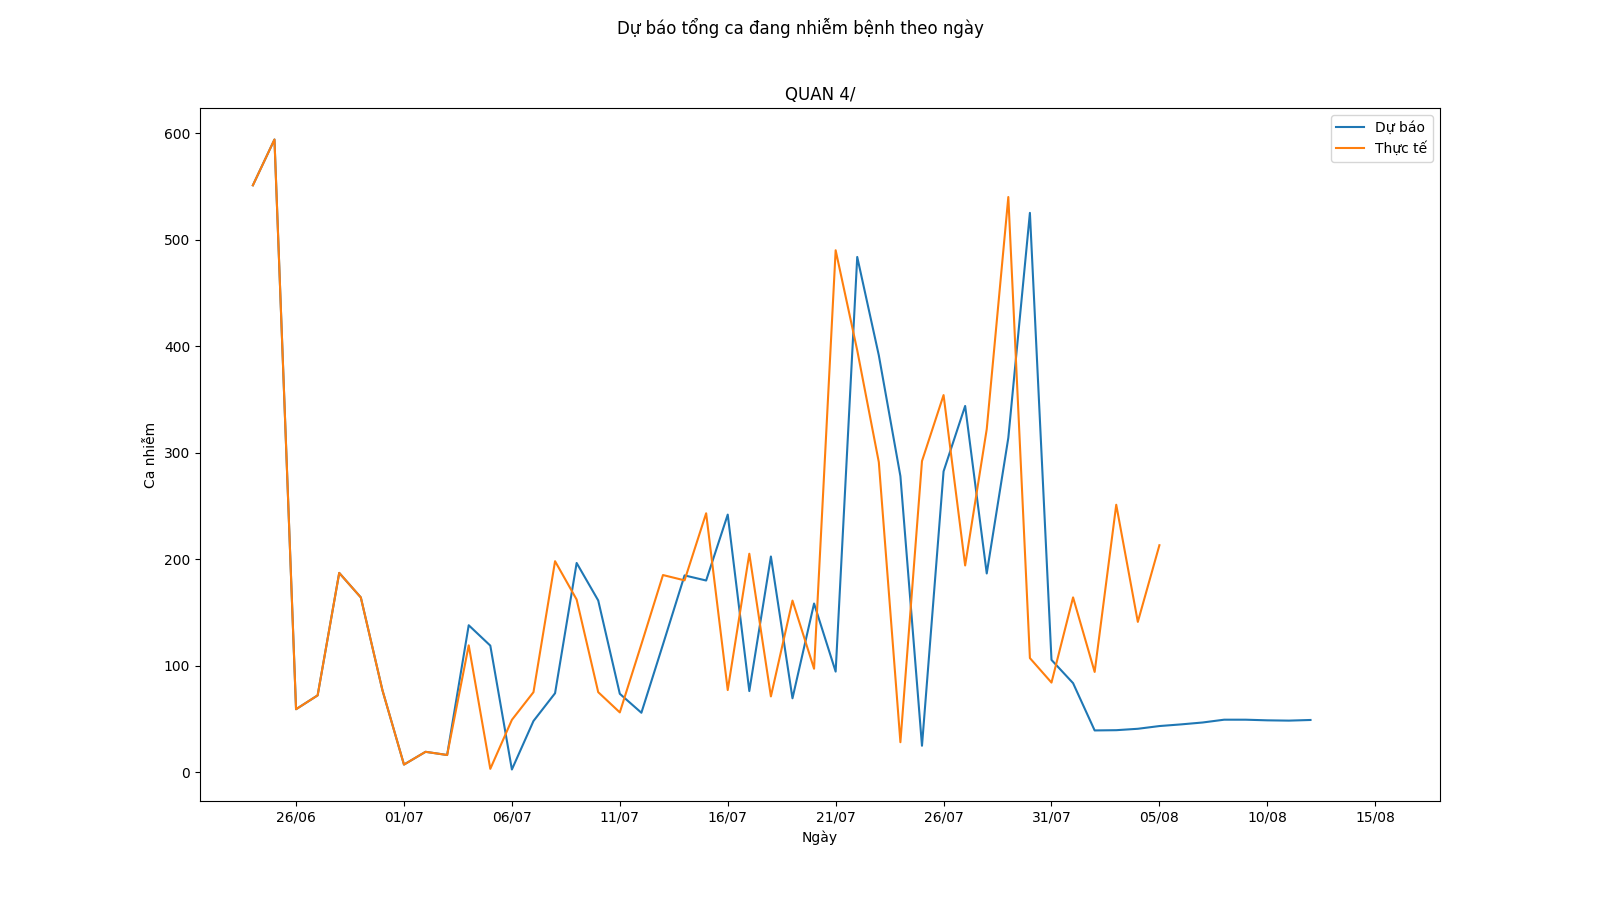 Dự báo tổng ca đang nhiễm bệnh theo ngày
QUAN 4/
Dự báo
Thực tế
600
500
400
300
200
100
0
Ca nhiễm
26/06 01/07 06/07 11/07 16/07 21/07 26/07 31/07 05/08 10/08 15/08
Ngày